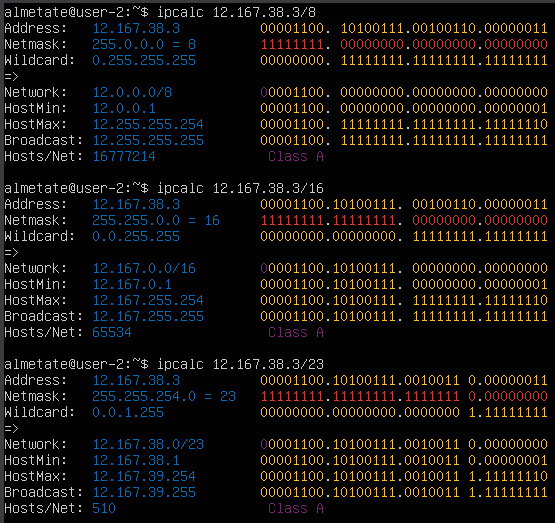 almetate@user-2:~$ ipcalc 12.167.38.3/8
Address: 12.167.38.3 00001100. 10100111.00100110.00000011
Netmask: 255.0.0.0 = 8 11111111. 00000000.00000000.00000000
Wildcard: 0.255.255.255 00000000. 11111111.11111111.11111111
=>
Network: 12.0.0.0/8 00001100. 00000000.00000000.00000000
HostMin: 12.0.0.1 00001100. 00000000.00000000.00000001
HostMax: 12.255.255.254 00001100. 11111111.11111111.11111110
Broadcast: 12.255.255.255 00001100. 11111111.11111111.11111111
Hosts/Net: 16777214 Class A
almetate@user-2:~$ ipcalc 12.167.38.3/16
Address: 12.167.38.3 00001100.10100111. 00100110.00000011
Netmask: 255.255.0.0 = 16 11111111.11111111. 00000000.00000000
Wildcard: 0.0.255.255 00000000.00000000. 11111111.11111111
=>
Network: 12.167.0.0/16 00001100.10100111. 00000000.00000000
HostMin: 12.167.0.1 00001100.10100111. 00000000.00000001
HostMax: 12.167.255.254 00001100.10100111. 11111111.11111110
Broadcast: 12.167.255.255 00001100.10100111. 11111111.11111111
Hosts/Net: 65534 Class A
almetate@user-2:~$ ipcalc 12.167.38.3/23
Address: 12.167.38.3 00001100.10100111.0010011 0.00000011
Netmask: 255.255.254.0 = 23 11111111.11111111.1111111 0.00000000
Wildcard: 0.0.1.255 00000000.00000000.0000000 1.11111111
=>
Network: 12.167.38.0/23 00001100.10100111.0010011 0.00000000
HostMin: 12.167.38.1 00001100.10100111.0010011 0.00000001
HostMax: 12.167.39.254 00001100.10100111.0010011 1.11111110
Broadcast: 12.167.39.255 00001100.10100111.0010011 1.11111111
Hosts/Net: 510 Class A